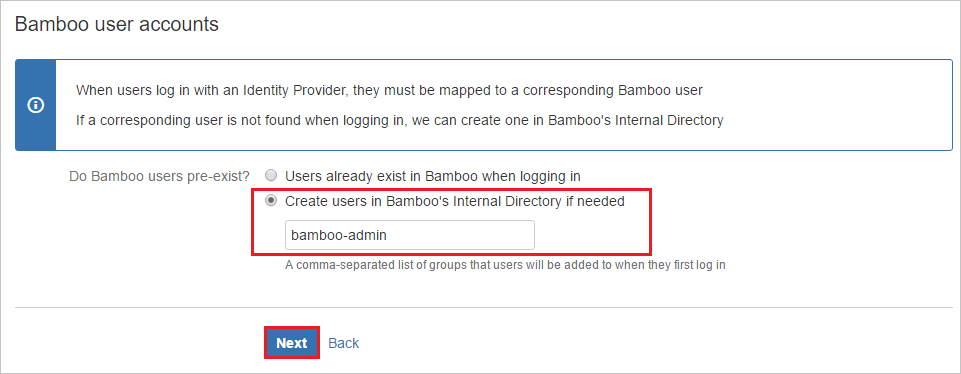 Bamboo user accounts
When users log in with an Identity Provider, they must be mapped to a corresponding Bamboo user
If a corresponding user is not found when logging in, we can create one in Bamboo's Internal Directory
Do Bamboo users pre-exist?
Users already exist in Bamboo when logging in
Create users in Bamboo's Internal Directory if needed
bamboo-admin
A comma-separated list of groups that users will be added to when they first log in
Next Back